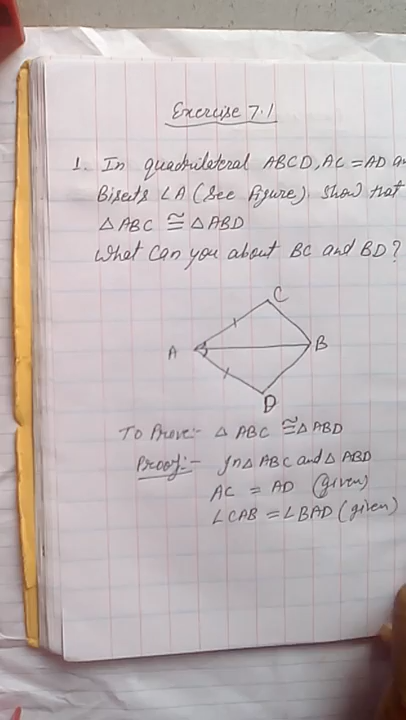 Exercise 7.1
1. In quadrilateral ABCD, AC = AD
Bisects ∠A (See figure). Show that
△ ABC ≅ △ ABD
What can you about BC and BD?
C
A
B
D
To Prove:- △ ABC ≅ △ ABD
Proof:- In △ ABC and △ ABD
AC = AD (given)
∠CAB = ∠BAD (given)